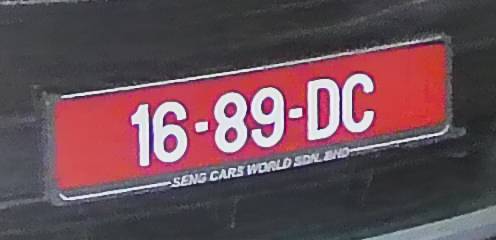 16-89-DC
SENG CARS WORLD SDN. BHD